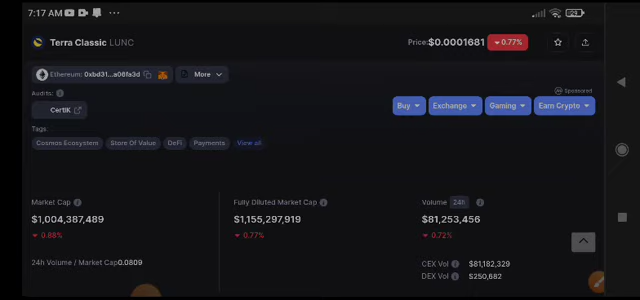 7:17 AM
29
Terra Classic LUNC
Price:$0.0001681 0.77%
Ethereum: 0xbd31...a06fa3d More
Sponsored
Audits:
CertiK
Buy Exchange Gaming Earn Crypto
Tags:
Cosmos Ecosystem Store Of Value DeFi Payments View all
Market Cap Fully Diluted Market Cap Volume 24h
$1,004,387,489 $1,155,297,919 $81,253,456
0.88% 0.77% 0.72%
24h Volume / Market Cap0.0809
CEX Vol $81,182,329
DEX Vol $250,682